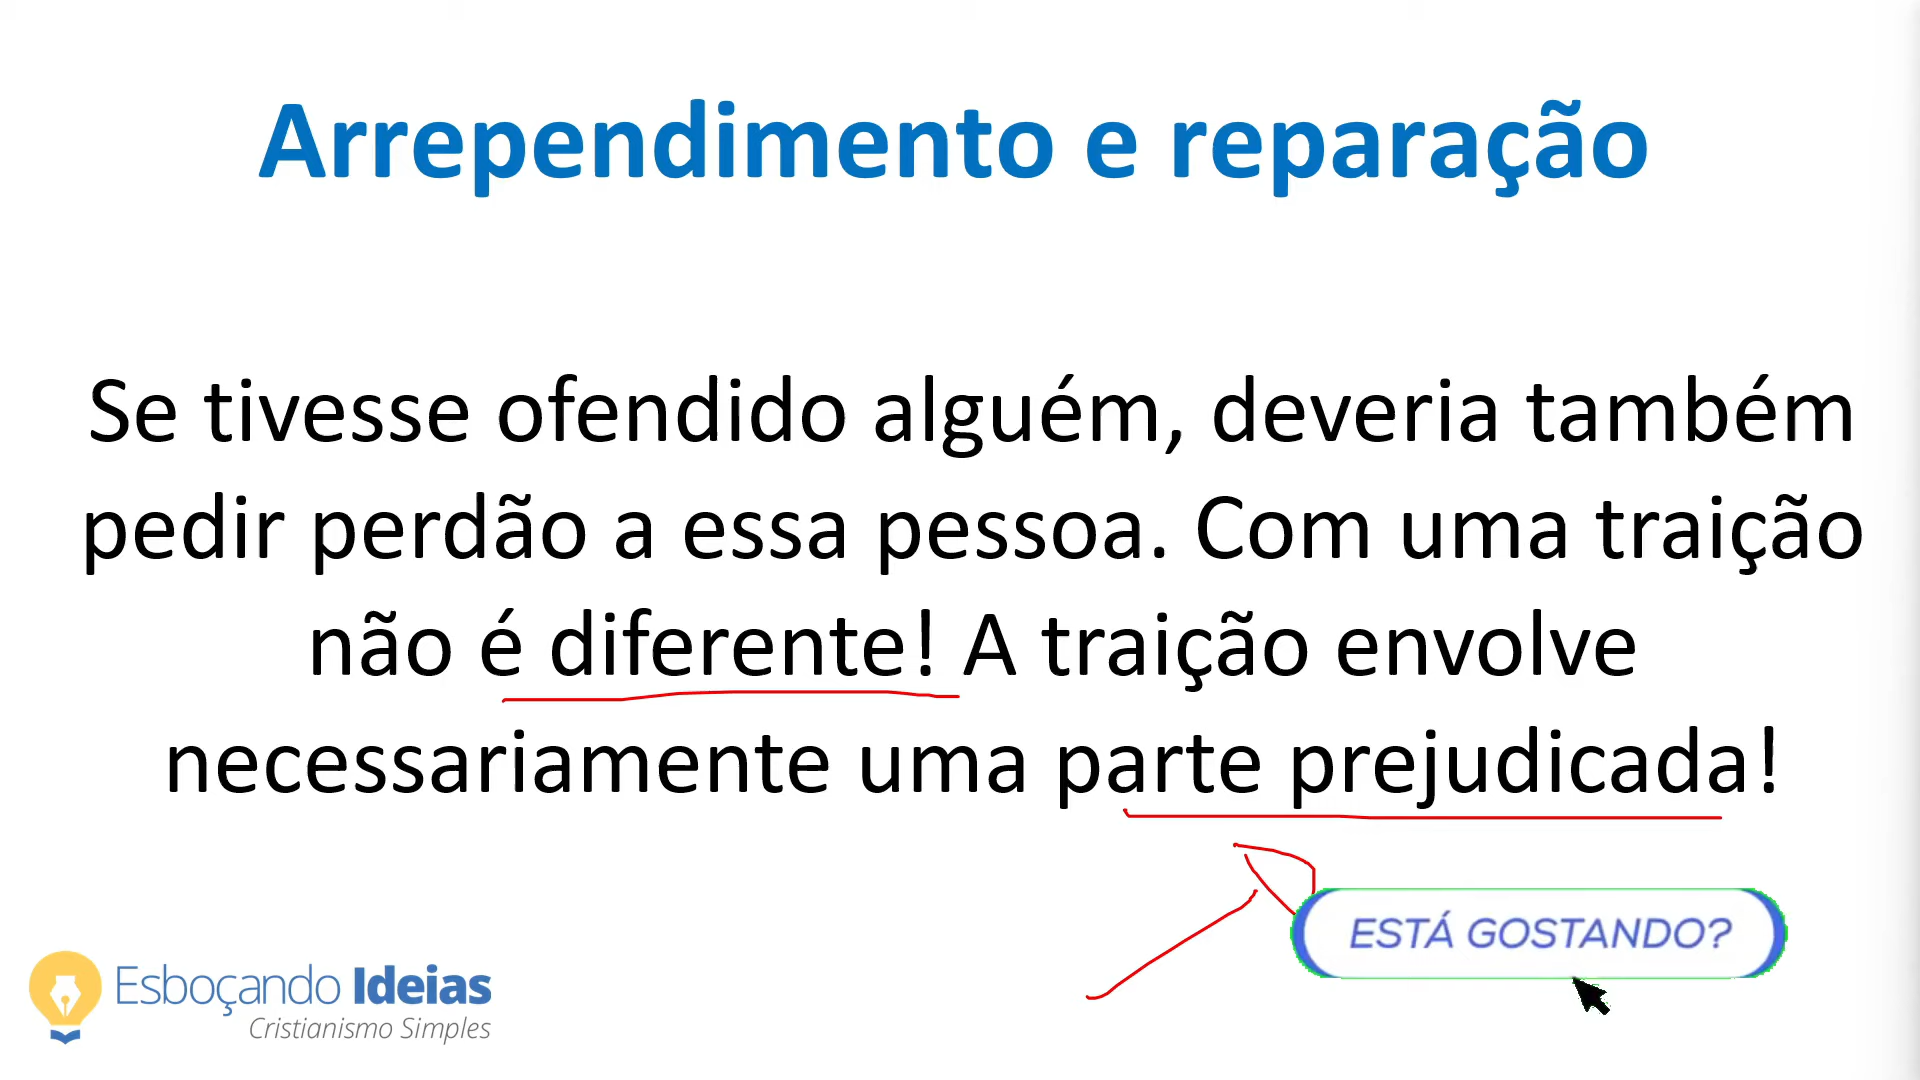 Arrependimento e reparação
Se tivesse ofendido alguém, deveria também
pedir perdão a essa pessoa. Com uma traição
não é diferente! A traição envolve
necessariamente uma parte prejudicada!
ESTÁ GOSTANDO?
Esboçando Ideias
Cristianismo Simples